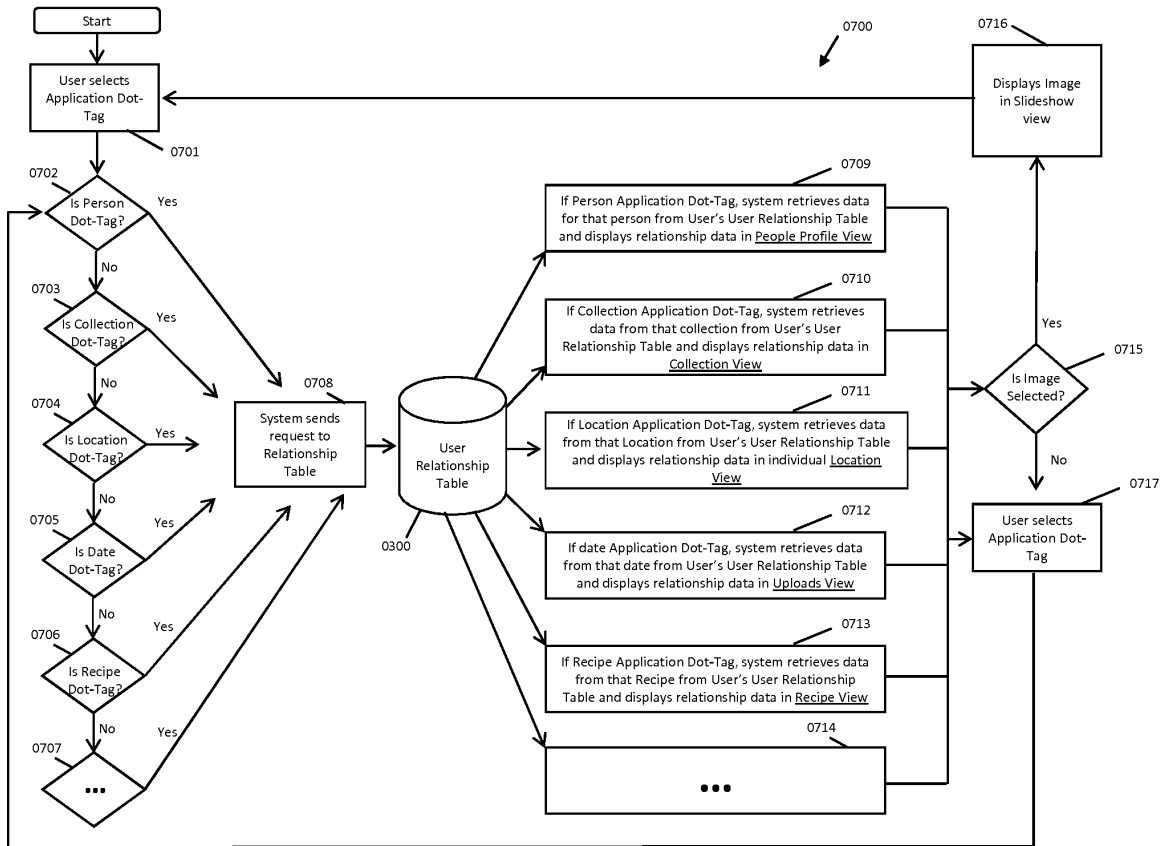 Start
0700
0716
User selects
Application Dot-
Tag
0701
Displays Image
in Slideshow
view
0702
Is Person
Dot-Tag?
Yes
No
0703
Is Collection
Dot-Tag?
Yes
No
0704
Is Location
Dot-Tag?
Yes
No
0705
Is Date
Dot-Tag?
Yes
No
0706
Is Recipe
Dot-Tag?
Yes
No
0707
...
Yes
0708
System sends
request to
Relationship
Table
User
Relationship
Table
0300
0709
If Person Application Dot-Tag, system retrieves data
for that person from User's User Relationship Table
and displays relationship data in People Profile View
0710
If Collection Application Dot-Tag, system retrieves
data from that collection from User's User
Relationship Table and displays relationship data in
Collection View
0711
If Location Application Dot-Tag, system retrieves data
from that Location from User's User Relationship Table
and displays relationship data in individual Location
View
0712
If date Application Dot-Tag, system retrieves data
from that date from User's User Relationship Table
and displays relationship data in Uploads View
0713
If Recipe Application Dot-Tag, system retrieves data
from that Recipe from User's User Relationship
Table and displays relationship data in Recipe View
0714
...
Yes
0715
Is Image
Selected?
No
0717
User selects
Application Dot-
Tag